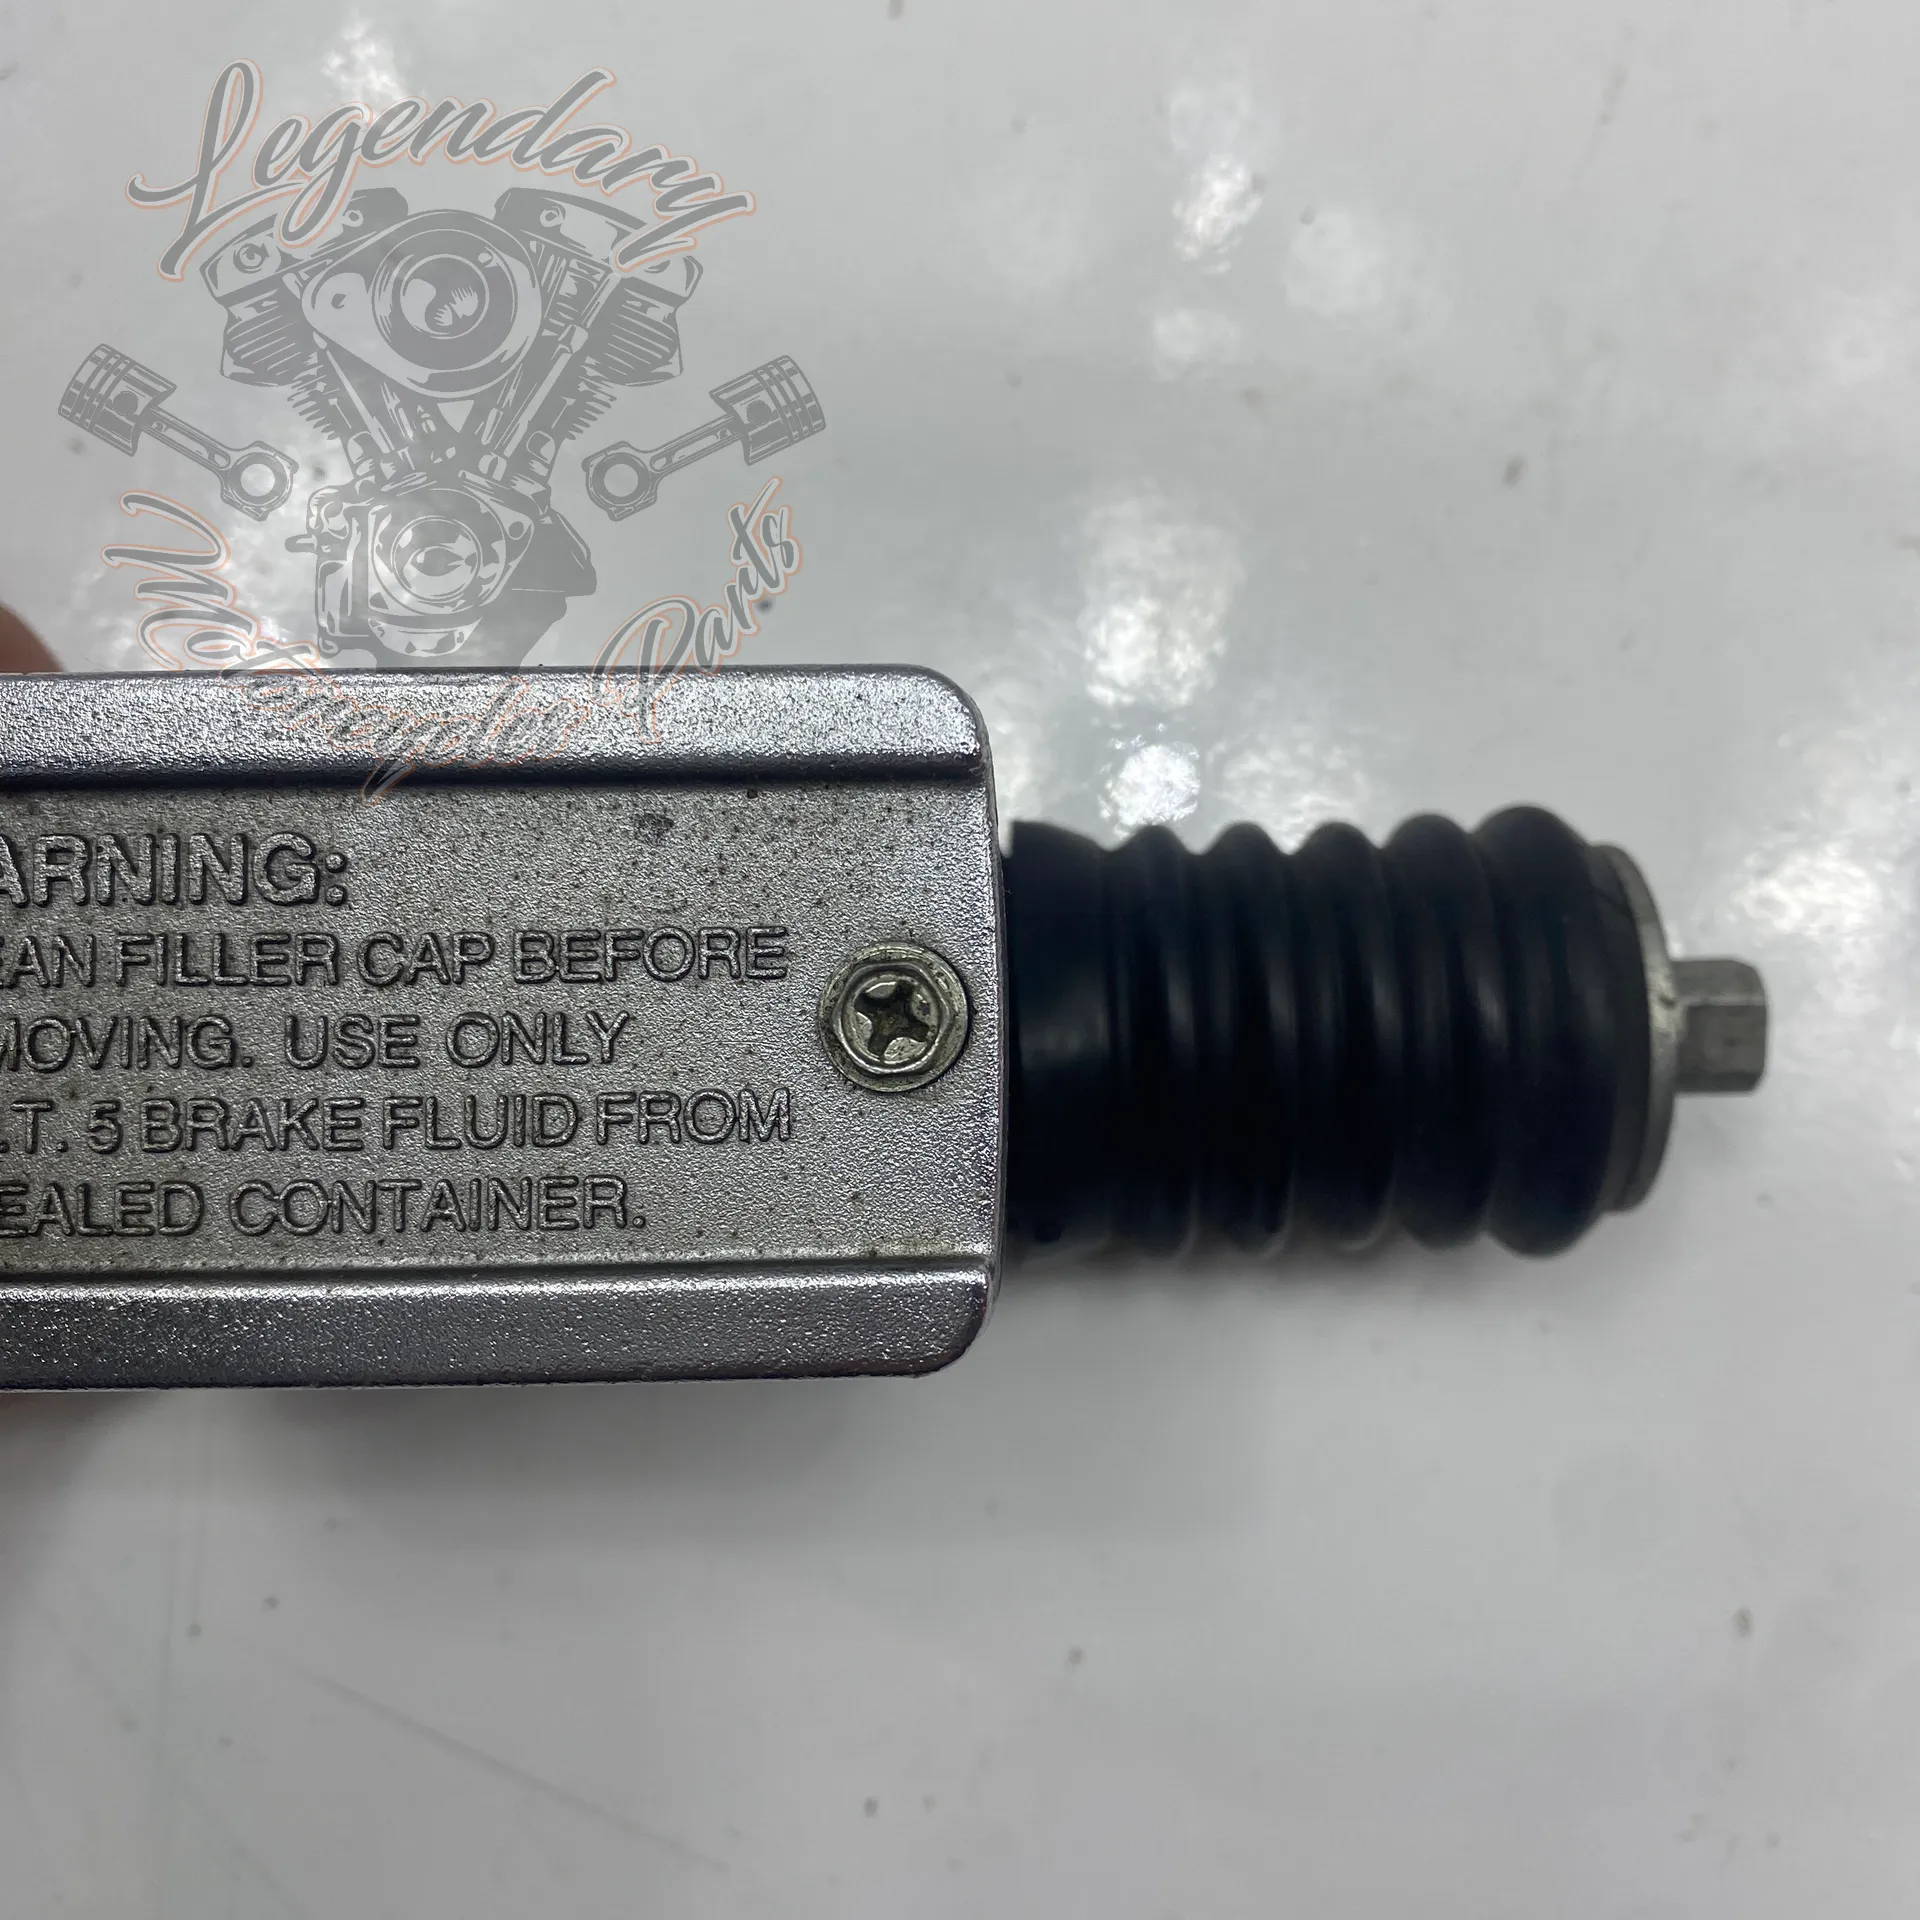 Legendary
Motorcycles Parts
ARNING:
EAN FILLER CAP BEFORE
MOVING. USE ONLY
.T. 5 BRAKE FLUID FROM
EALED CONTAINER.